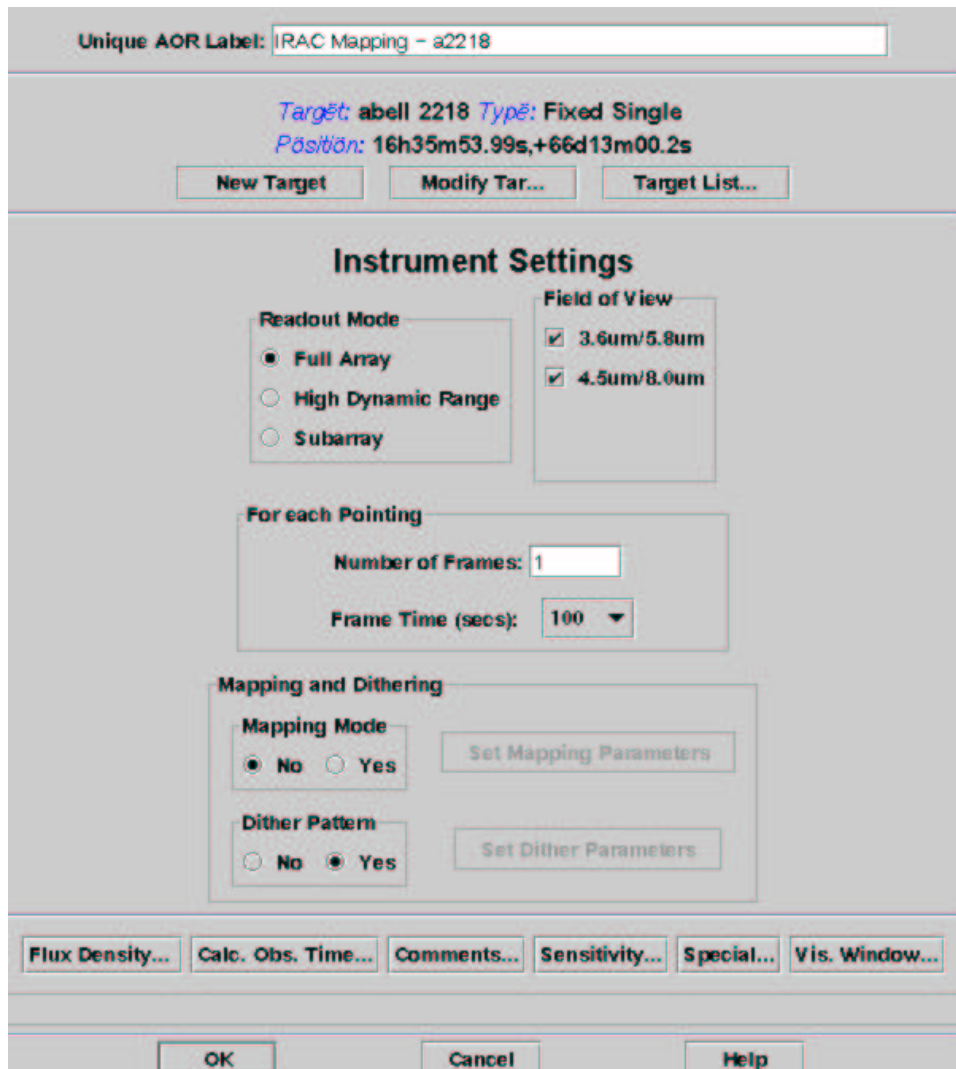 Unique AOR Label: IRAC Mapping - a2218
Target: abell 2218 Type: Fixed Single
Position: 16h35m53.99s,+66d13m00.2s
New Target Modify Tar... Target List...
Instrument Settings
Readout Mode
Full Array
High Dynamic Range
Subarray
Field of View
3.6um/5.8um
4.5um/8.0um
For each Pointing
Number of Frames: 1
Frame Time (secs): 100
Mapping and Dithering
Mapping Mode
No Yes
Set Mapping Parameters
Dither Pattern
No Yes
Set Dither Parameters
Flux Density... Calc. Obs. Time... Comments... Sensitivity... Special... Vis. Window...
OK Cancel Help